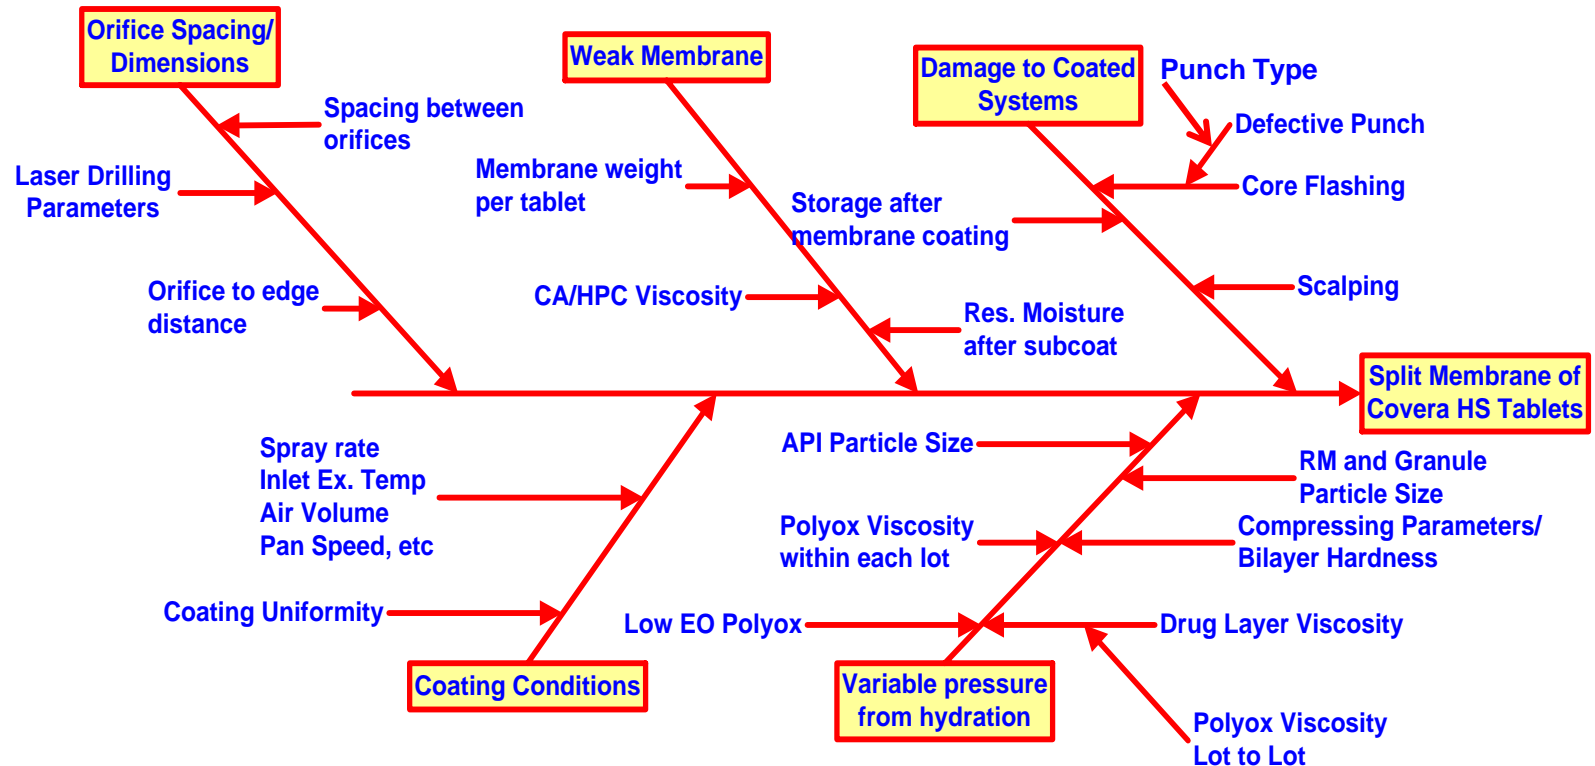 Orifice Spacing/
Dimensions
Weak Membrane
Damage to Coated
Systems
Punch Type
Defective Punch
Core Flashing
Spacing between
orifices
Laser Drilling
Parameters
Membrane weight
per tablet
Storage after
membrane coating
Scalping
Orifice to edge
distance
CA/HPC Viscosity
Res. Moisture
after subcoat
Split Membrane of
Covera HS Tablets
Spray rate
Inlet Ex. Temp
Air Volume
Pan Speed, etc
Coating Uniformity
Coating Conditions
API Particle Size
RM and Granule
Particle Size
Polyox Viscosity
within each lot
Compressing Parameters/
Bilayer Hardness
Low EO Polyox
Drug Layer Viscosity
Variable pressure
from hydration
Polyox Viscosity
Lot to Lot